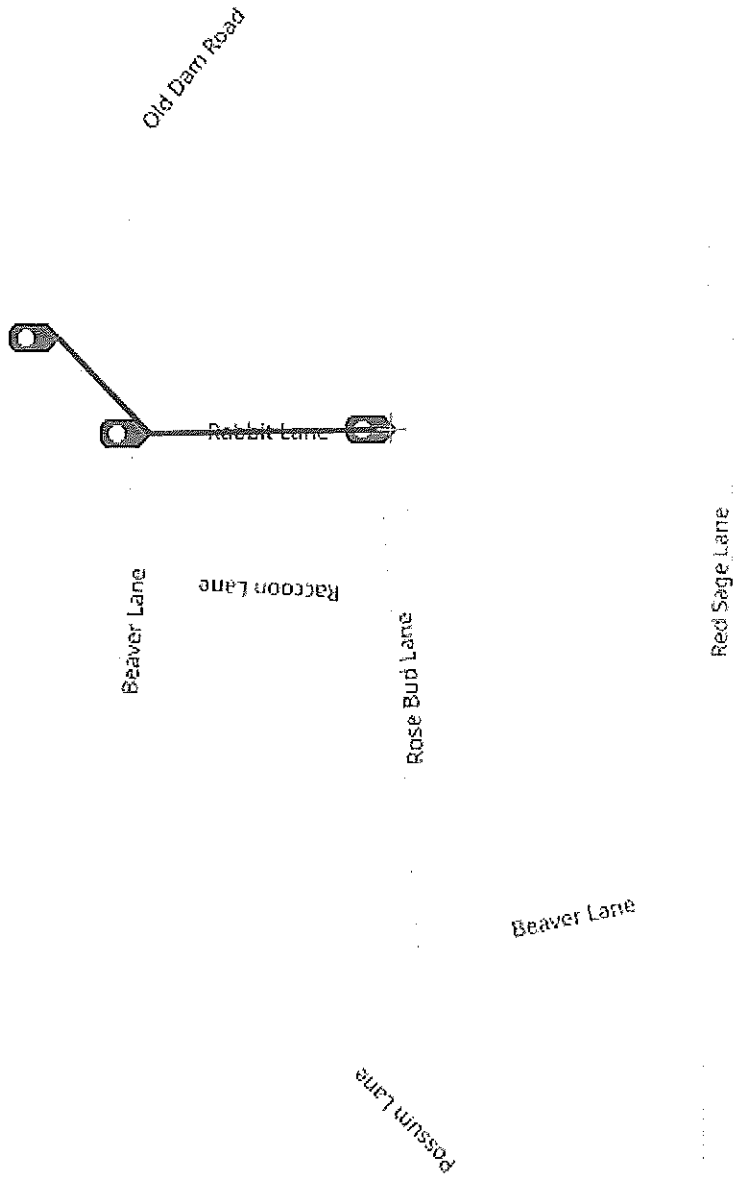 Old Dam Road
Rabbit Lane
Raccoon Lane
Beaver Lane
Rose Bud Lane
Red Sage Lane
Beaver Lane
Possum Lane